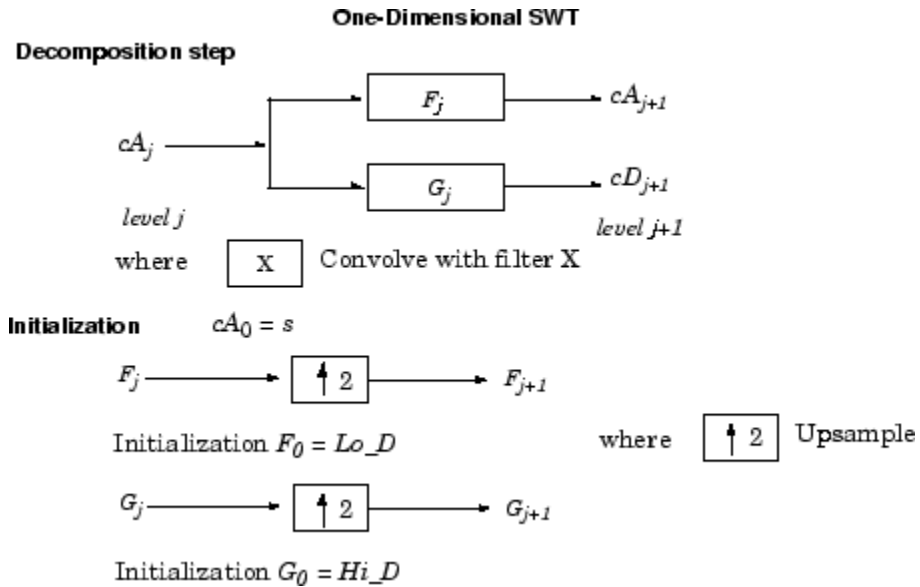 One-Dimensional SWT
Decomposition step
F_j
cA_{j+1}
cA_j
G_j
cD_{j+1}
level j
level j+1
where X Convolve with filter X
Initialization cA_0 = s
F_j ↑ 2 F_{j+1}
Initialization F_0 = Lo_D where ↑ 2 Upsample
G_j ↑ 2 G_{j+1}
Initialization G_0 = Hi_D